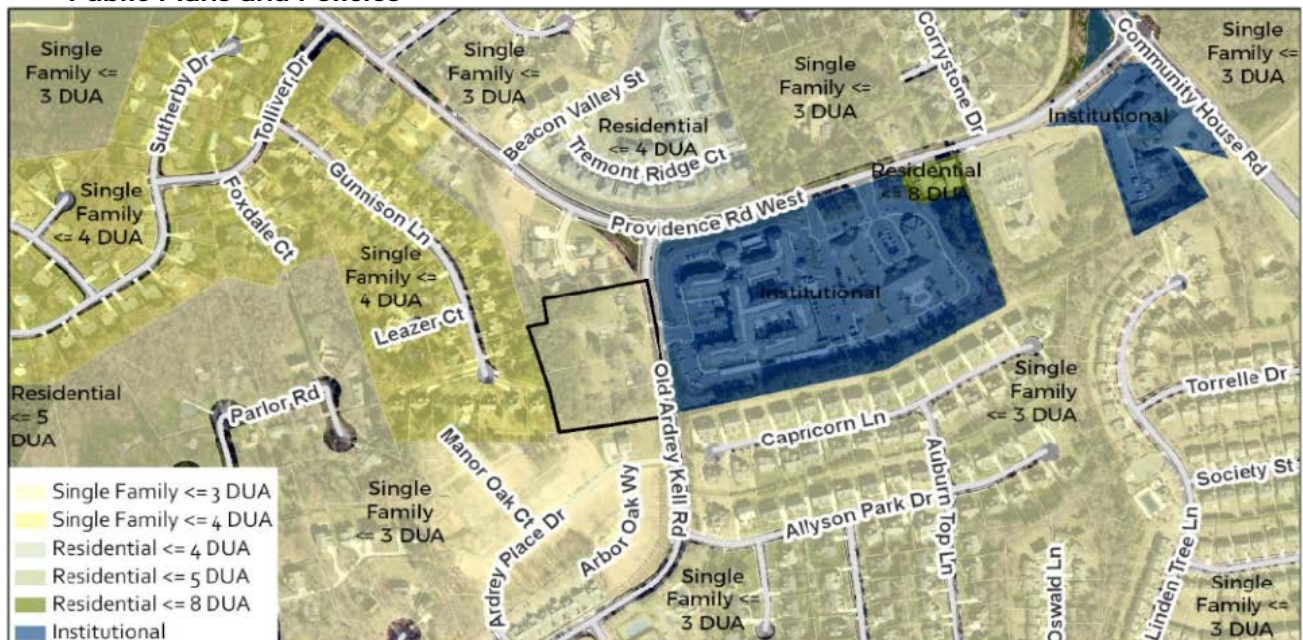 Public Plans and Policies
Single
Family <=
3 DUA
Sutherby Dr
Tolliver Dr
Single
Family <=
3 DUA
Beacon Valley St
Residential
<= 4 DUA
Tremont Ridge Ct
Single
Family <=
3 DUA
Corrystone Dr
Community House Rd
Single
Family <=
3 DUA
Institutional
Single
Family
<= 4 DUA
Foxdale Ct
Gunnison Ln
Residential
<= 8 DUA
Providence Rd West
Single
Family <=
4 DUA
Leazer Ct
Institutional
Residential
<= 5
DUA
Parlor Rd
Old Ardrey Kell Rd
Single
Family
<= 3 DUA
Torrelle Dr
Capricorn Ln
Manor Oak Ct
Auburn Top Ln
Society St
Single
Family
<= 3 DUA
Ardrey Place Dr
Arbor Oak Wy
Allyson Park Dr
Single
Family <=
3 DUA
Oswald Ln
Linden Tree Ln
Single
Family <=
3 DUA
Single Family <= 3 DUA
Single Family <= 4 DUA
Residential <= 4 DUA
Residential <= 5 DUA
Residential <= 8 DUA
Institutional